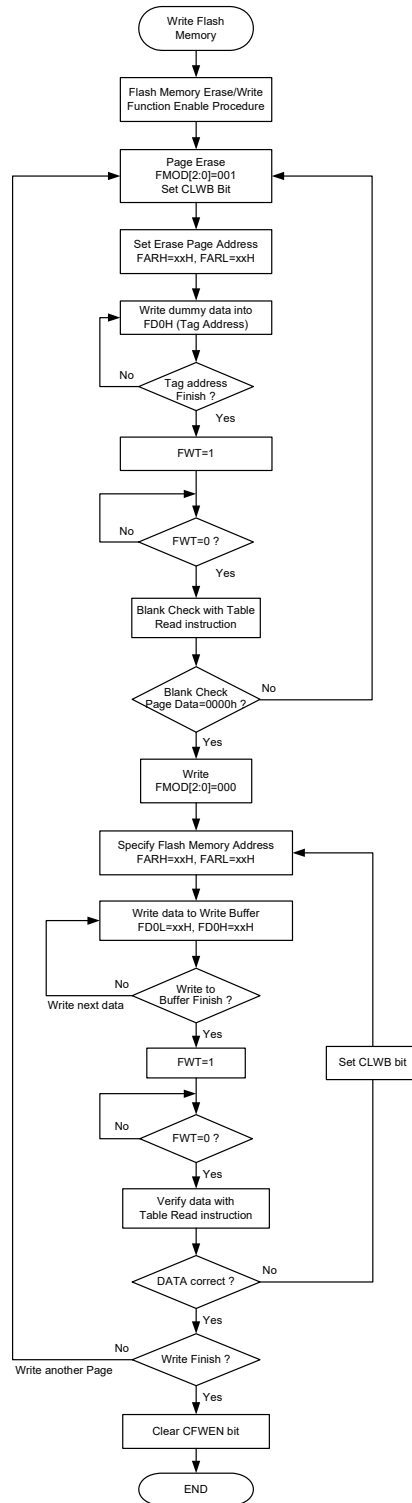 Write Flash
Memory
Flash Memory Erase/Write
Function Enable Procedure
Page Erase
FMOD[2:0]=001
Set CLWB Bit
Set Erase Page Address
FARH=xxH, FARL=xxH
Write dummy data into
FD0H (Tag Address)
No
Tag address
Finish ?
Yes
FWT=1
No
FWT=0 ?
Yes
Blank Check with Table
Read instruction
No
Blank Check
Page Data=0000h ?
Yes
Write
FMOD[2:0]=000
Specify Flash Memory Address
FARH=xxH, FARL=xxH
Write data to Write Buffer
FD0L=xxH, FD0H=xxH
No
Write next data
Write to
Buffer Finish ?
Yes
FWT=1
Set CLWB bit
No
FWT=0 ?
Yes
Verify data with
Table Read instruction
No
DATA correct ?
Yes
No
Write another Page
Write Finish ?
Yes
Clear CFWEN bit
END